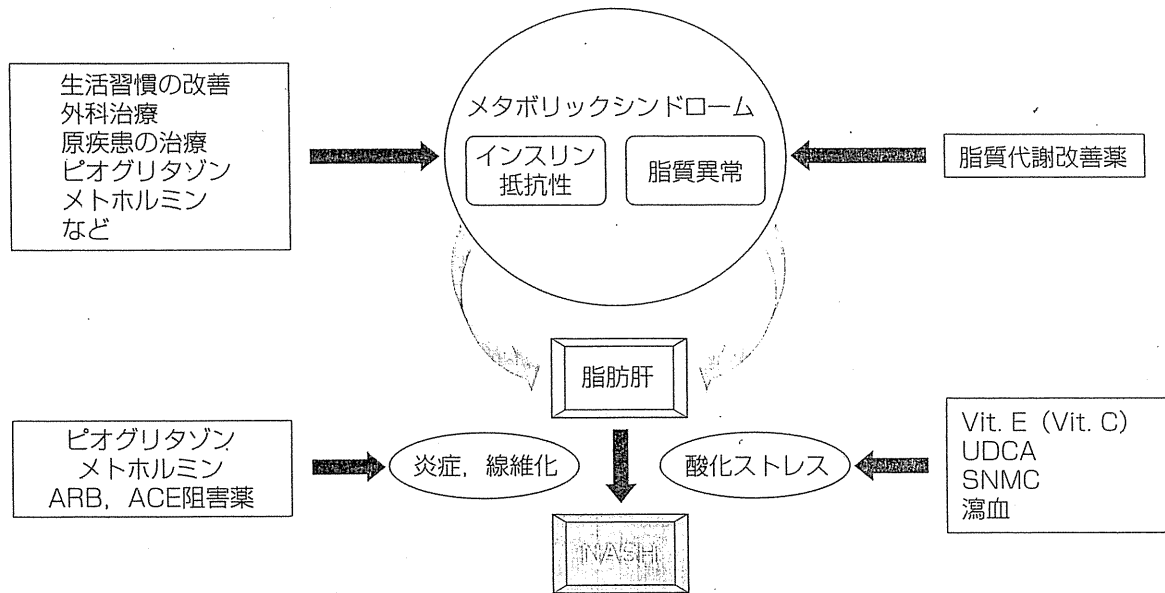 生活習慣の改善
外科治療
原疾患の治療
ピオグリタゾン
メトホルミン
など
メタボリックシンドローム
インスリン
抵抗性
脂質異常
脂質代謝改善薬
脂肪肝
ピオグリタゾン
メトホルミン
ARB，ACE阻害薬
炎症，線維化
酸化ストレス
Vit. E (Vit. C)
UDCA
SNMC
瀉血
NASH